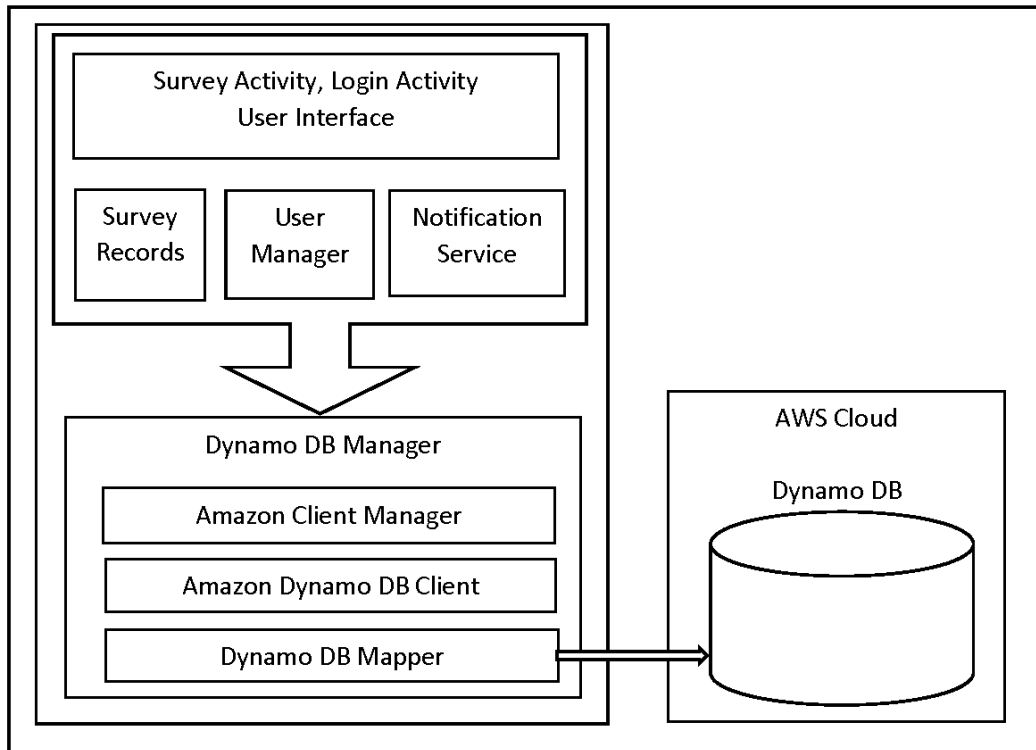 Survey Activity, Login Activity
User Interface
Survey
Records
User
Manager
Notification
Service
Dynamo DB Manager
Amazon Client Manager
Amazon Dynamo DB Client
Dynamo DB Mapper
AWS Cloud
Dynamo DB